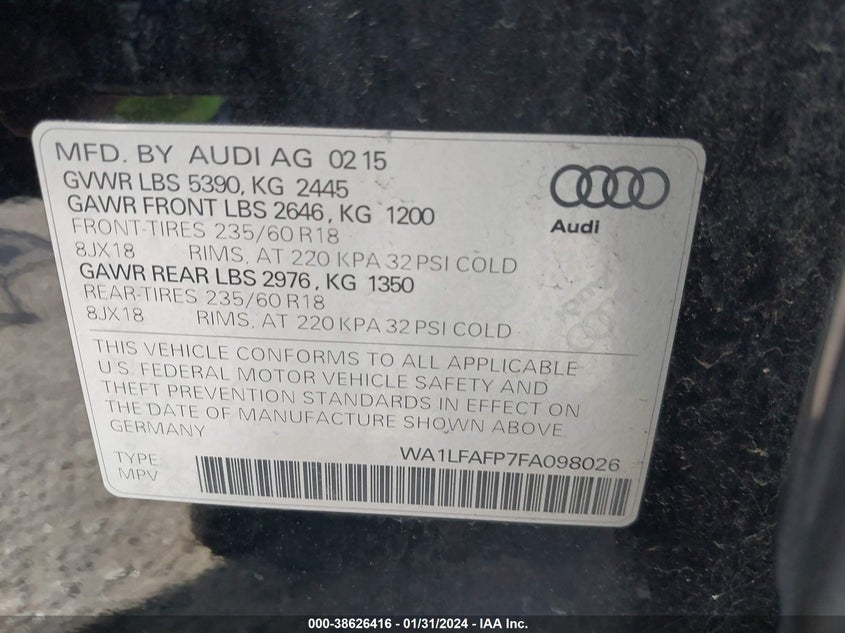 MFD. BY AUDI AG 0215
GVWR LBS 5390, KG 2445
GAWR FRONT LBS 2646, KG 1200
FRONT-TIRES 235/60 R18
8JX18 RIMS, AT 220 KPA 32 PSI COLD
GAWR REAR LBS 2976, KG 1350
REAR-TIRES 235/60 R18
8JX18 RIMS, AT 220 KPA 32 PSI COLD
Audi
THIS VEHICLE CONFORMS TO ALL APPLICABLE
U.S. FEDERAL MOTOR VEHICLE SAFETY AND
THEFT PREVENTION STANDARDS IN EFFECT ON
THE DATE OF MANUFACTURE SHOWN ABOVE.
GERMANY
WA1LFAFP7FA098026
TYPE
MPV
000-38626416 - 01/31/2024 - IAA Inc.